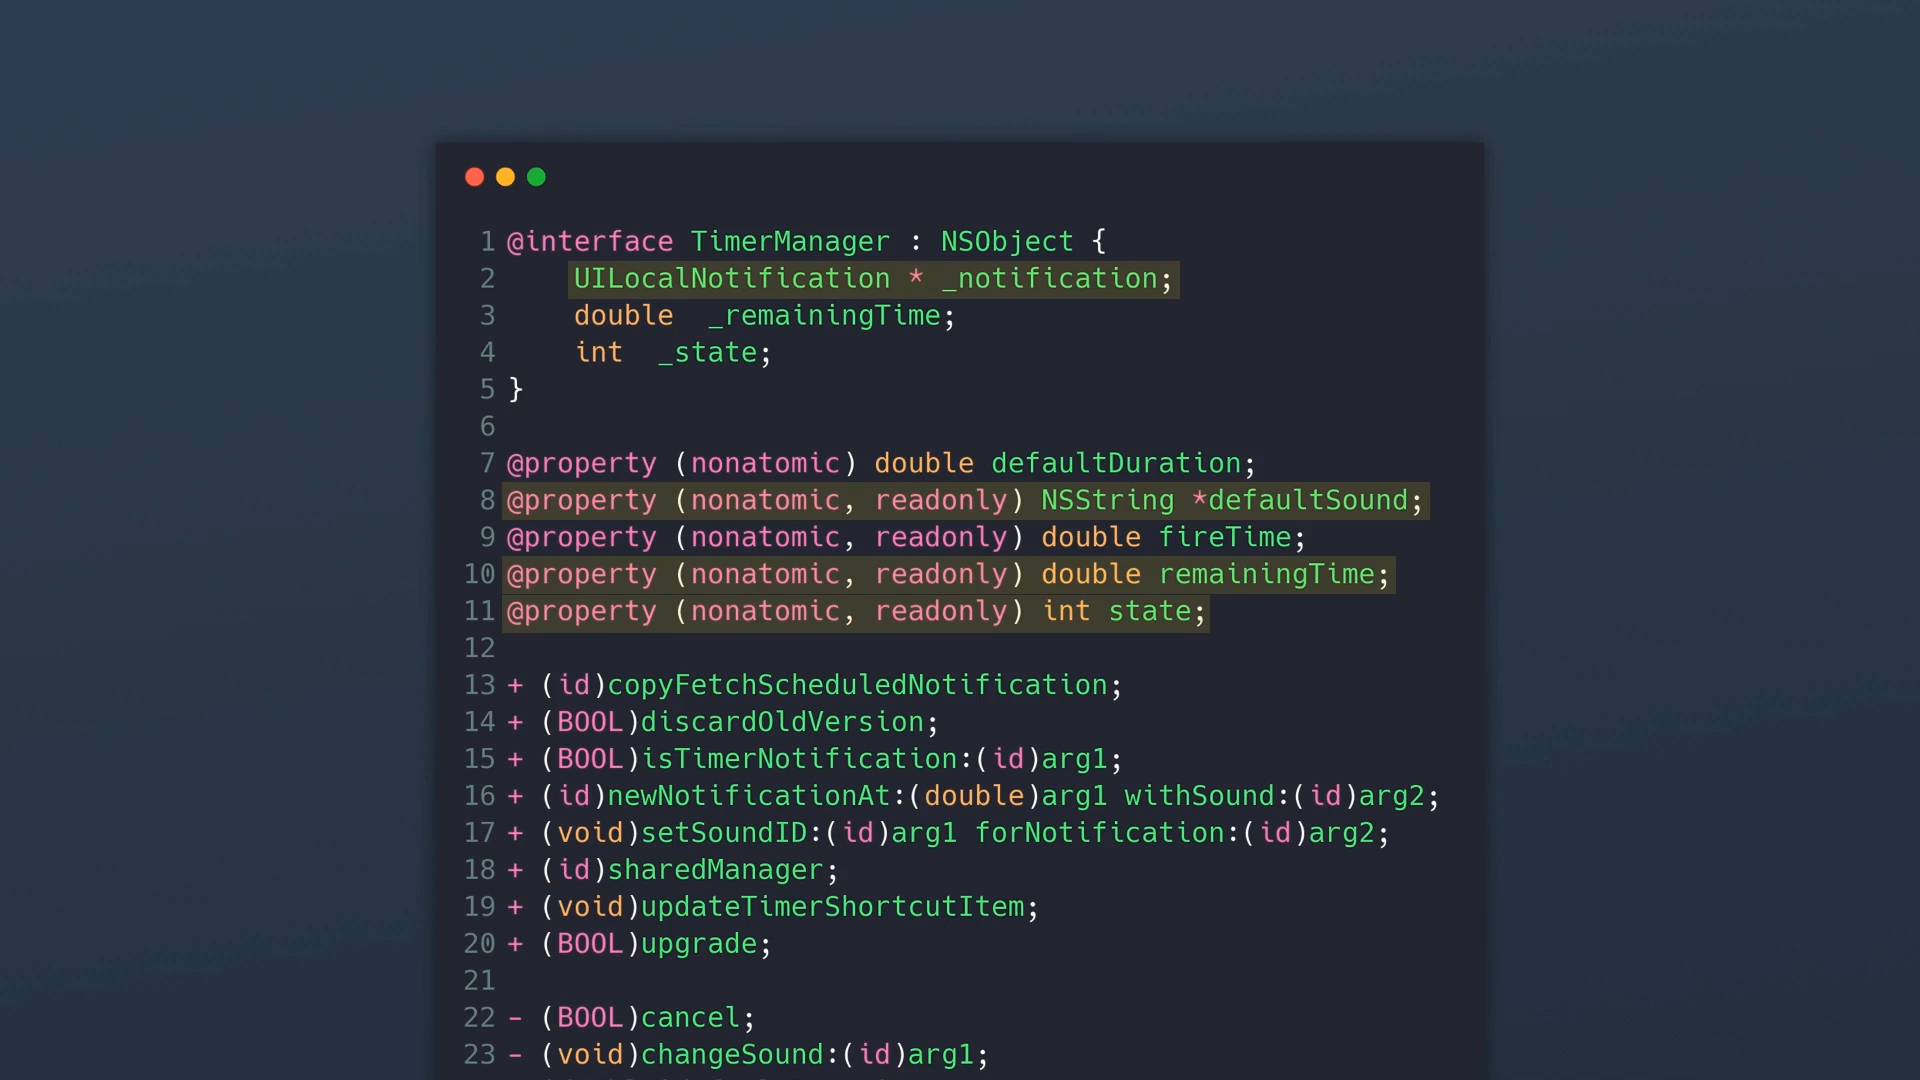 1 @interface TimerManager : NSObject {
2 UILocalNotification * _notification;
3 double _remainingTime;
4 int _state;
5 }
6
7 @property (nonatomic) double defaultDuration;
8 @property (nonatomic, readonly) NSString *defaultSound;
9 @property (nonatomic, readonly) double fireTime;
10 @property (nonatomic, readonly) double remainingTime;
11 @property (nonatomic, readonly) int state;
12
13 + (id)copyFetchScheduledNotification;
14 + (BOOL)discardOldVersion;
15 + (BOOL)isTimerNotification:(id)arg1;
16 + (id)newNotificationAt:(double)arg1 withSound:(id)arg2;
17 + (void)setSoundID:(id)arg1 forNotification:(id)arg2;
18 + (id)sharedManager;
19 + (void)updateTimerShortcutItem;
20 + (BOOL)upgrade;
21
22 - (BOOL)cancel;
23 - (void)changeSound:(id)arg1;